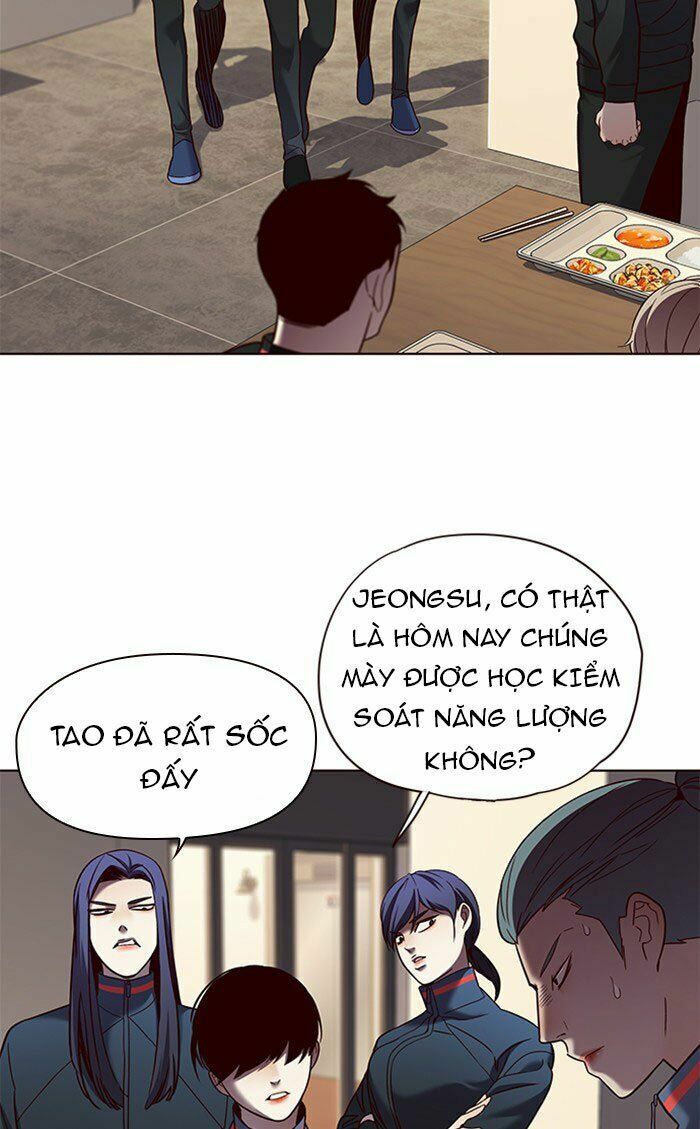 JEONGSU, CÓ THẬT
LÀ HÔM NAY CHÚNG
MÀY ĐƯỢC HỌC KIỂM
SOÁT NĂNG LƯỢNG
KHÔNG?
TAO ĐÃ RẤT SỐC
ĐẤY